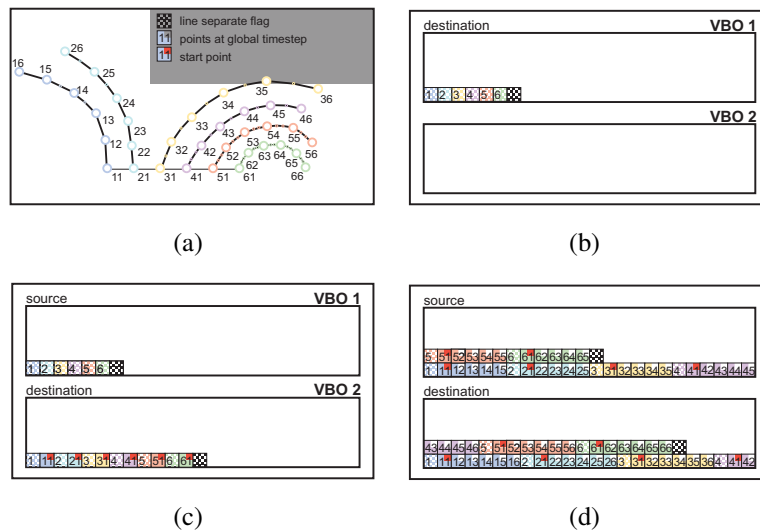 line separate flag
11 points at global timestep
11 start point
26
16
15
25
14
24
13
23
12
22
11
21
36
35
34
33
32
31
46
45
44
43
42
41
56
55
54
53
52
51
66
65
64
63
62
61
(a)
destination VBO 1
1 2 3 4 5 6
VBO 2
(b)
source VBO 1
1 2 3 4 5 6
destination VBO 2
1 11 2 21 3 31 4 41 5 51 6 61
(c)
source
5 51 52 53 54 55 6 61 62 63 64 65
1 11 12 13 14 15 2 21 22 23 24 25 3 31 32 33 34 35 4 41 42 43 44 45
destination
43 43 45 46 5 51 52 53 54 55 56 6 61 62 63 64 65 66
1 11 12 13 14 15 16 2 21 22 23 24 25 26 3 31 32 33 34 35 36 4 41 42
(d)